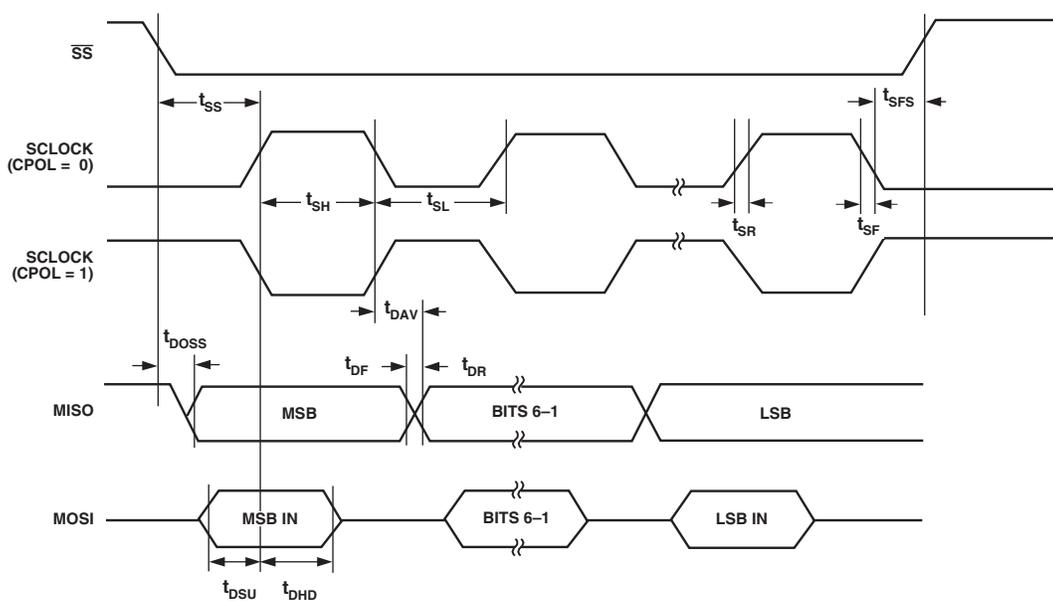 SS
tSS
tSFS
SCLOCK
(CPOL = 0)
tSH
tSL
tSR
tSF
SCLOCK
(CPOL = 1)
tDAV
tDOSS
tDF
tDR
MISO
MSB
BITS 6–1
LSB
MOSI
MSB IN
BITS 6–1
LSB IN
tDSU
tDHD